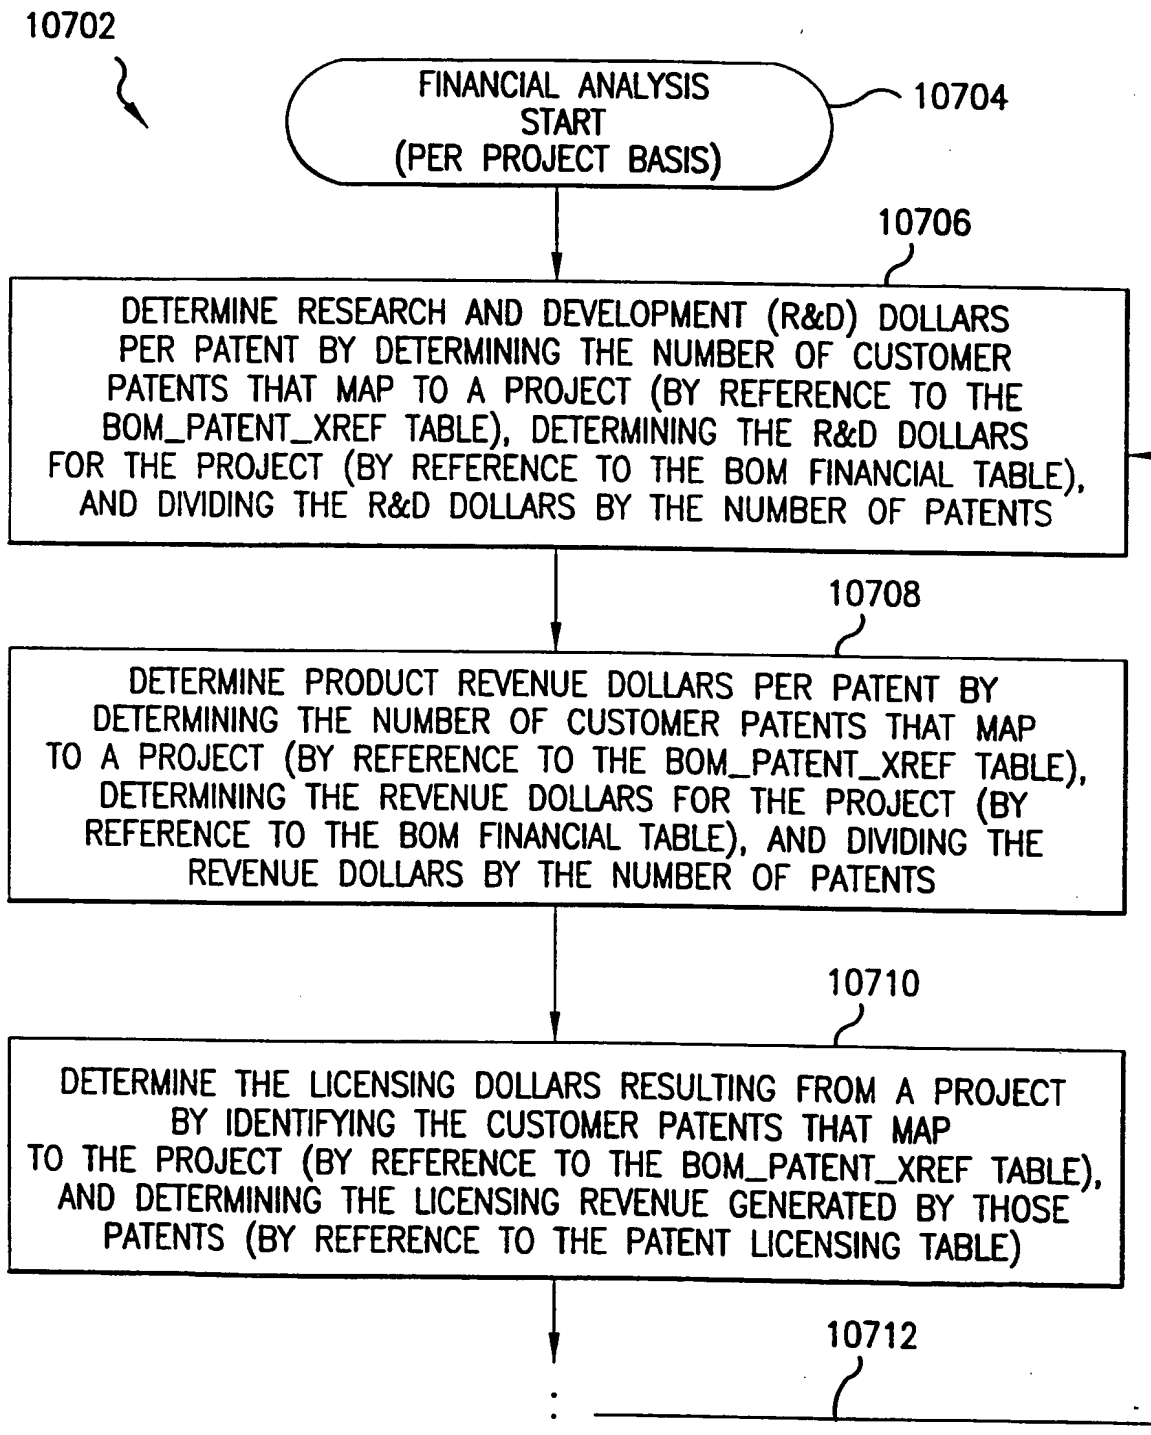 10702
FINANCIAL ANALYSIS
START
(PER PROJECT BASIS)
10704
10706
DETERMINE RESEARCH AND DEVELOPMENT (R&D) DOLLARS
PER PATENT BY DETERMINING THE NUMBER OF CUSTOMER
PATENTS THAT MAP TO A PROJECT (BY REFERENCE TO THE
BOM_PATENT_XREF TABLE), DETERMINING THE R&D DOLLARS
FOR THE PROJECT (BY REFERENCE TO THE BOM FINANCIAL TABLE),
AND DIVIDING THE R&D DOLLARS BY THE NUMBER OF PATENTS
10708
DETERMINE PRODUCT REVENUE DOLLARS PER PATENT BY
DETERMINING THE NUMBER OF CUSTOMER PATENTS THAT MAP
TO A PROJECT (BY REFERENCE TO THE BOM_PATENT_XREF TABLE),
DETERMINING THE REVENUE DOLLARS FOR THE PROJECT (BY
REFERENCE TO THE BOM FINANCIAL TABLE), AND DIVIDING THE
REVENUE DOLLARS BY THE NUMBER OF PATENTS
10710
DETERMINE THE LICENSING DOLLARS RESULTING FROM A PROJECT
BY IDENTIFYING THE CUSTOMER PATENTS THAT MAP
TO THE PROJECT (BY REFERENCE TO THE BOM_PATENT_XREF TABLE),
AND DETERMINING THE LICENSING REVENUE GENERATED BY THOSE
PATENTS (BY REFERENCE TO THE PATENT LICENSING TABLE)
10712